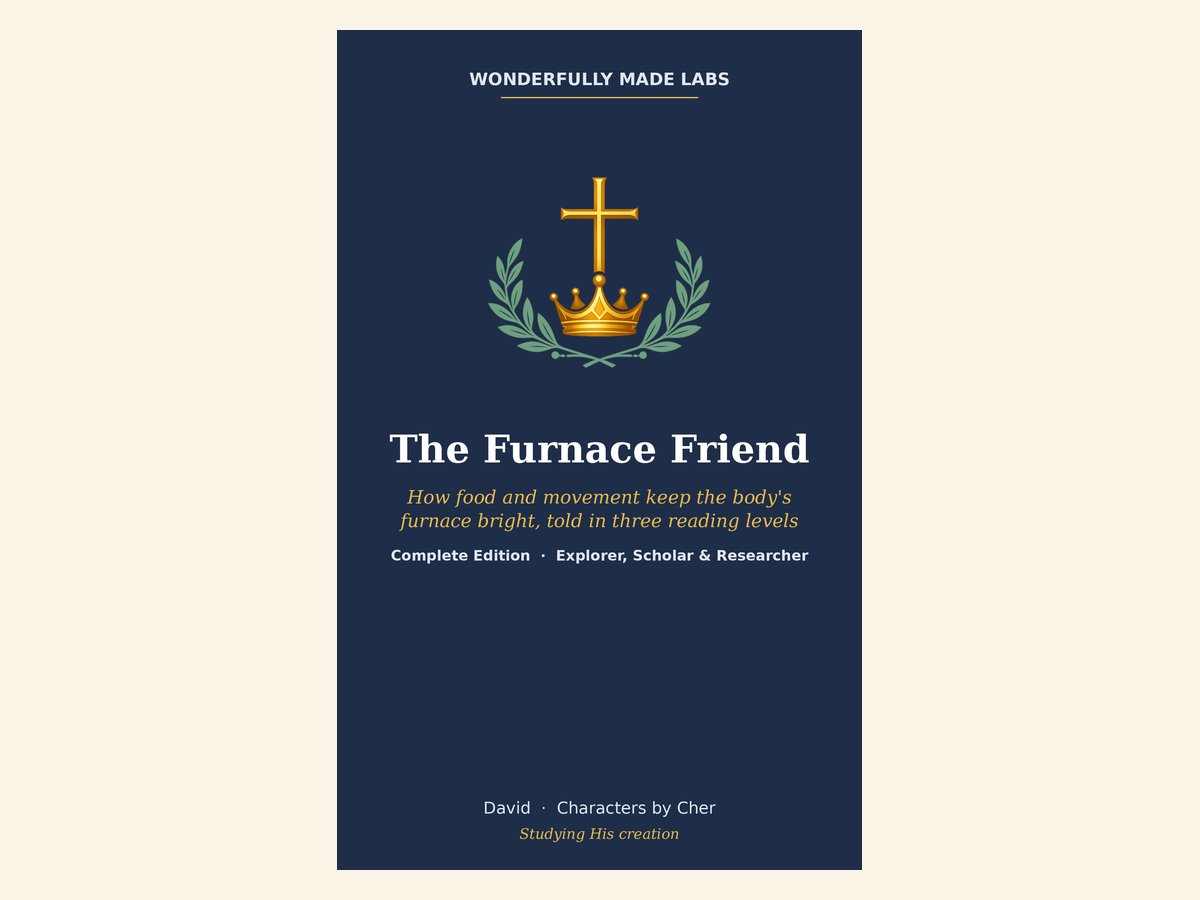 WONDERFULLY MADE LABS
The Furnace Friend
How food and movement keep the body's
furnace bright, told in three reading levels
Complete Edition · Explorer, Scholar & Researcher
David · Characters by Cher
Studying His creation